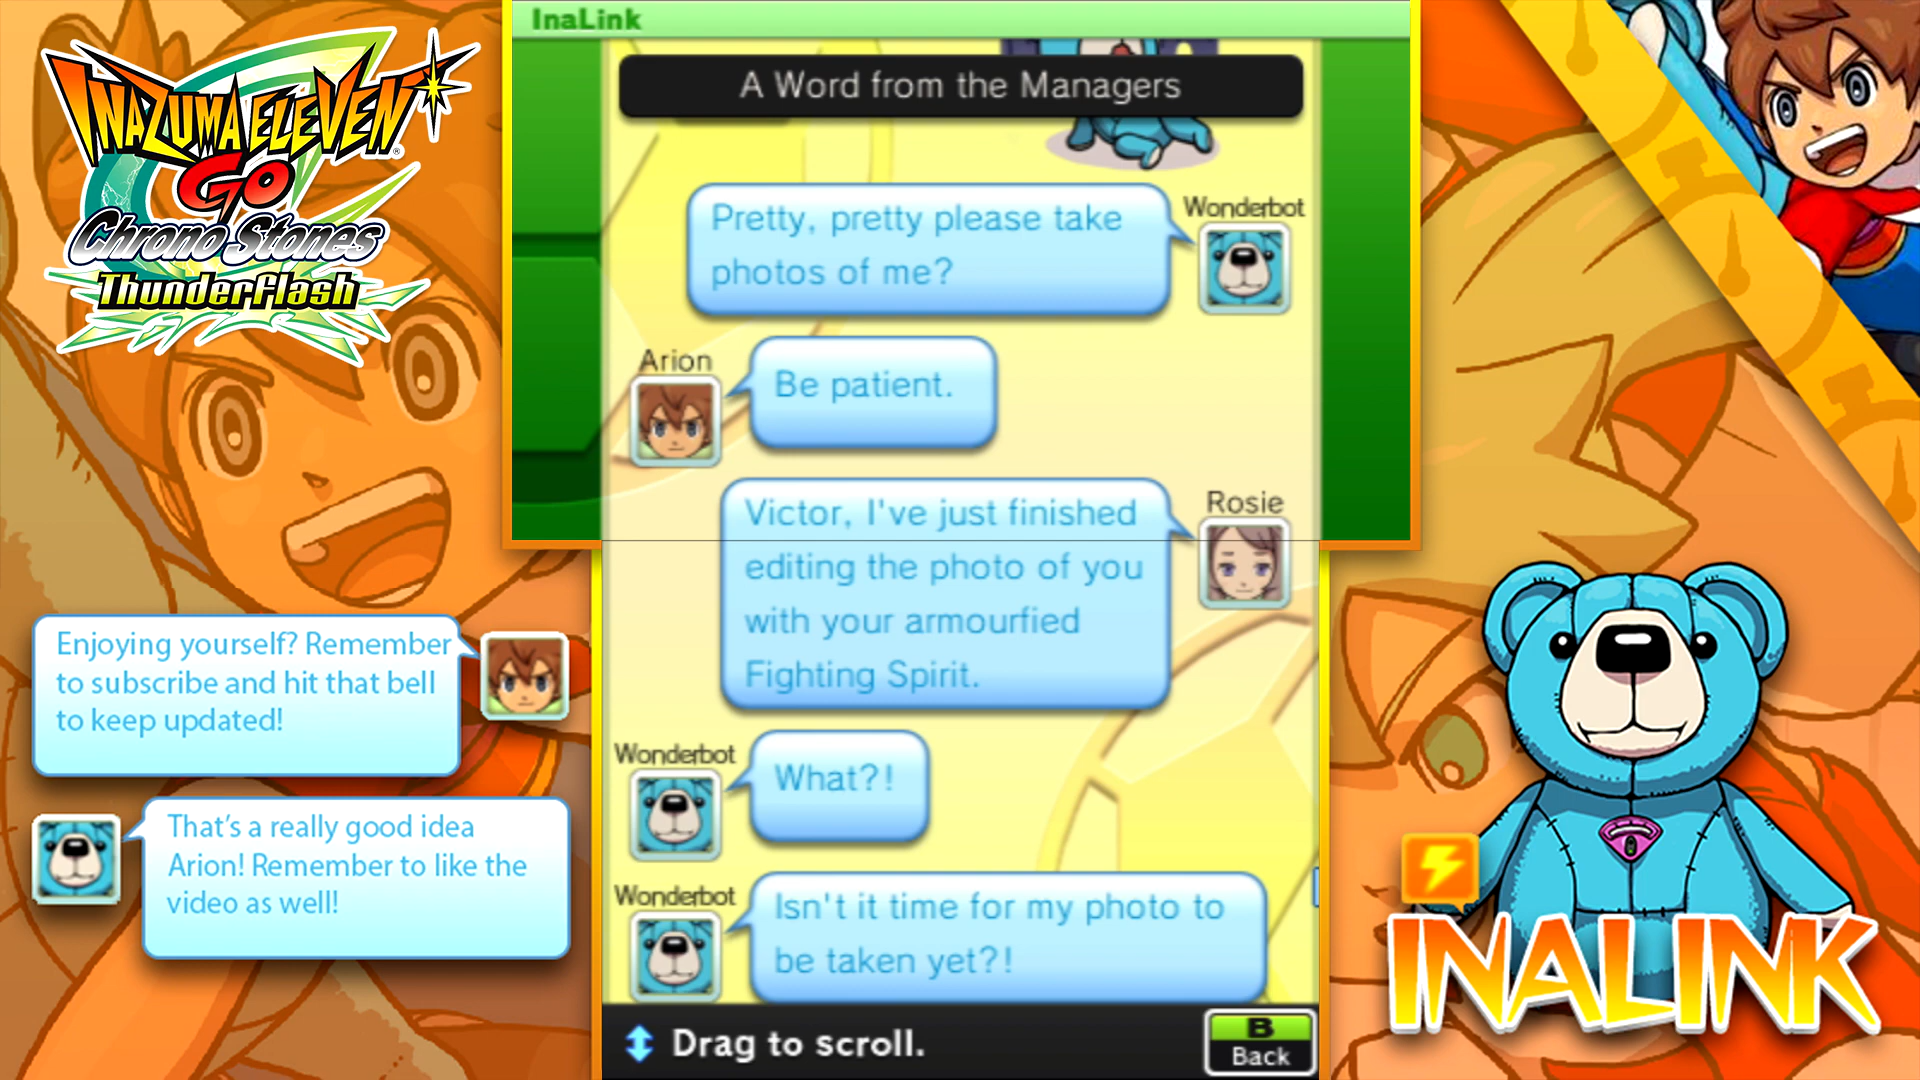 INAZUMA ELEVEN
GO
Chrono Stones
Thunderflash
InaLink
A Word from the Managers
Wonderbot
Pretty, pretty please take
photos of me?
Arion
Be patient.
Rosie
Victor, I've just finished
editing the photo of you
with your armourfied
Fighting Spirit.
Wonderbot
What?!
Wonderbot
Isn't it time for my photo to
be taken yet?!
Drag to scroll.
B
Back
Enjoying yourself? Remember
to subscribe and hit that bell
to keep updated!
That's a really good idea
Arion! Remember to like the
video as well!
INALINK